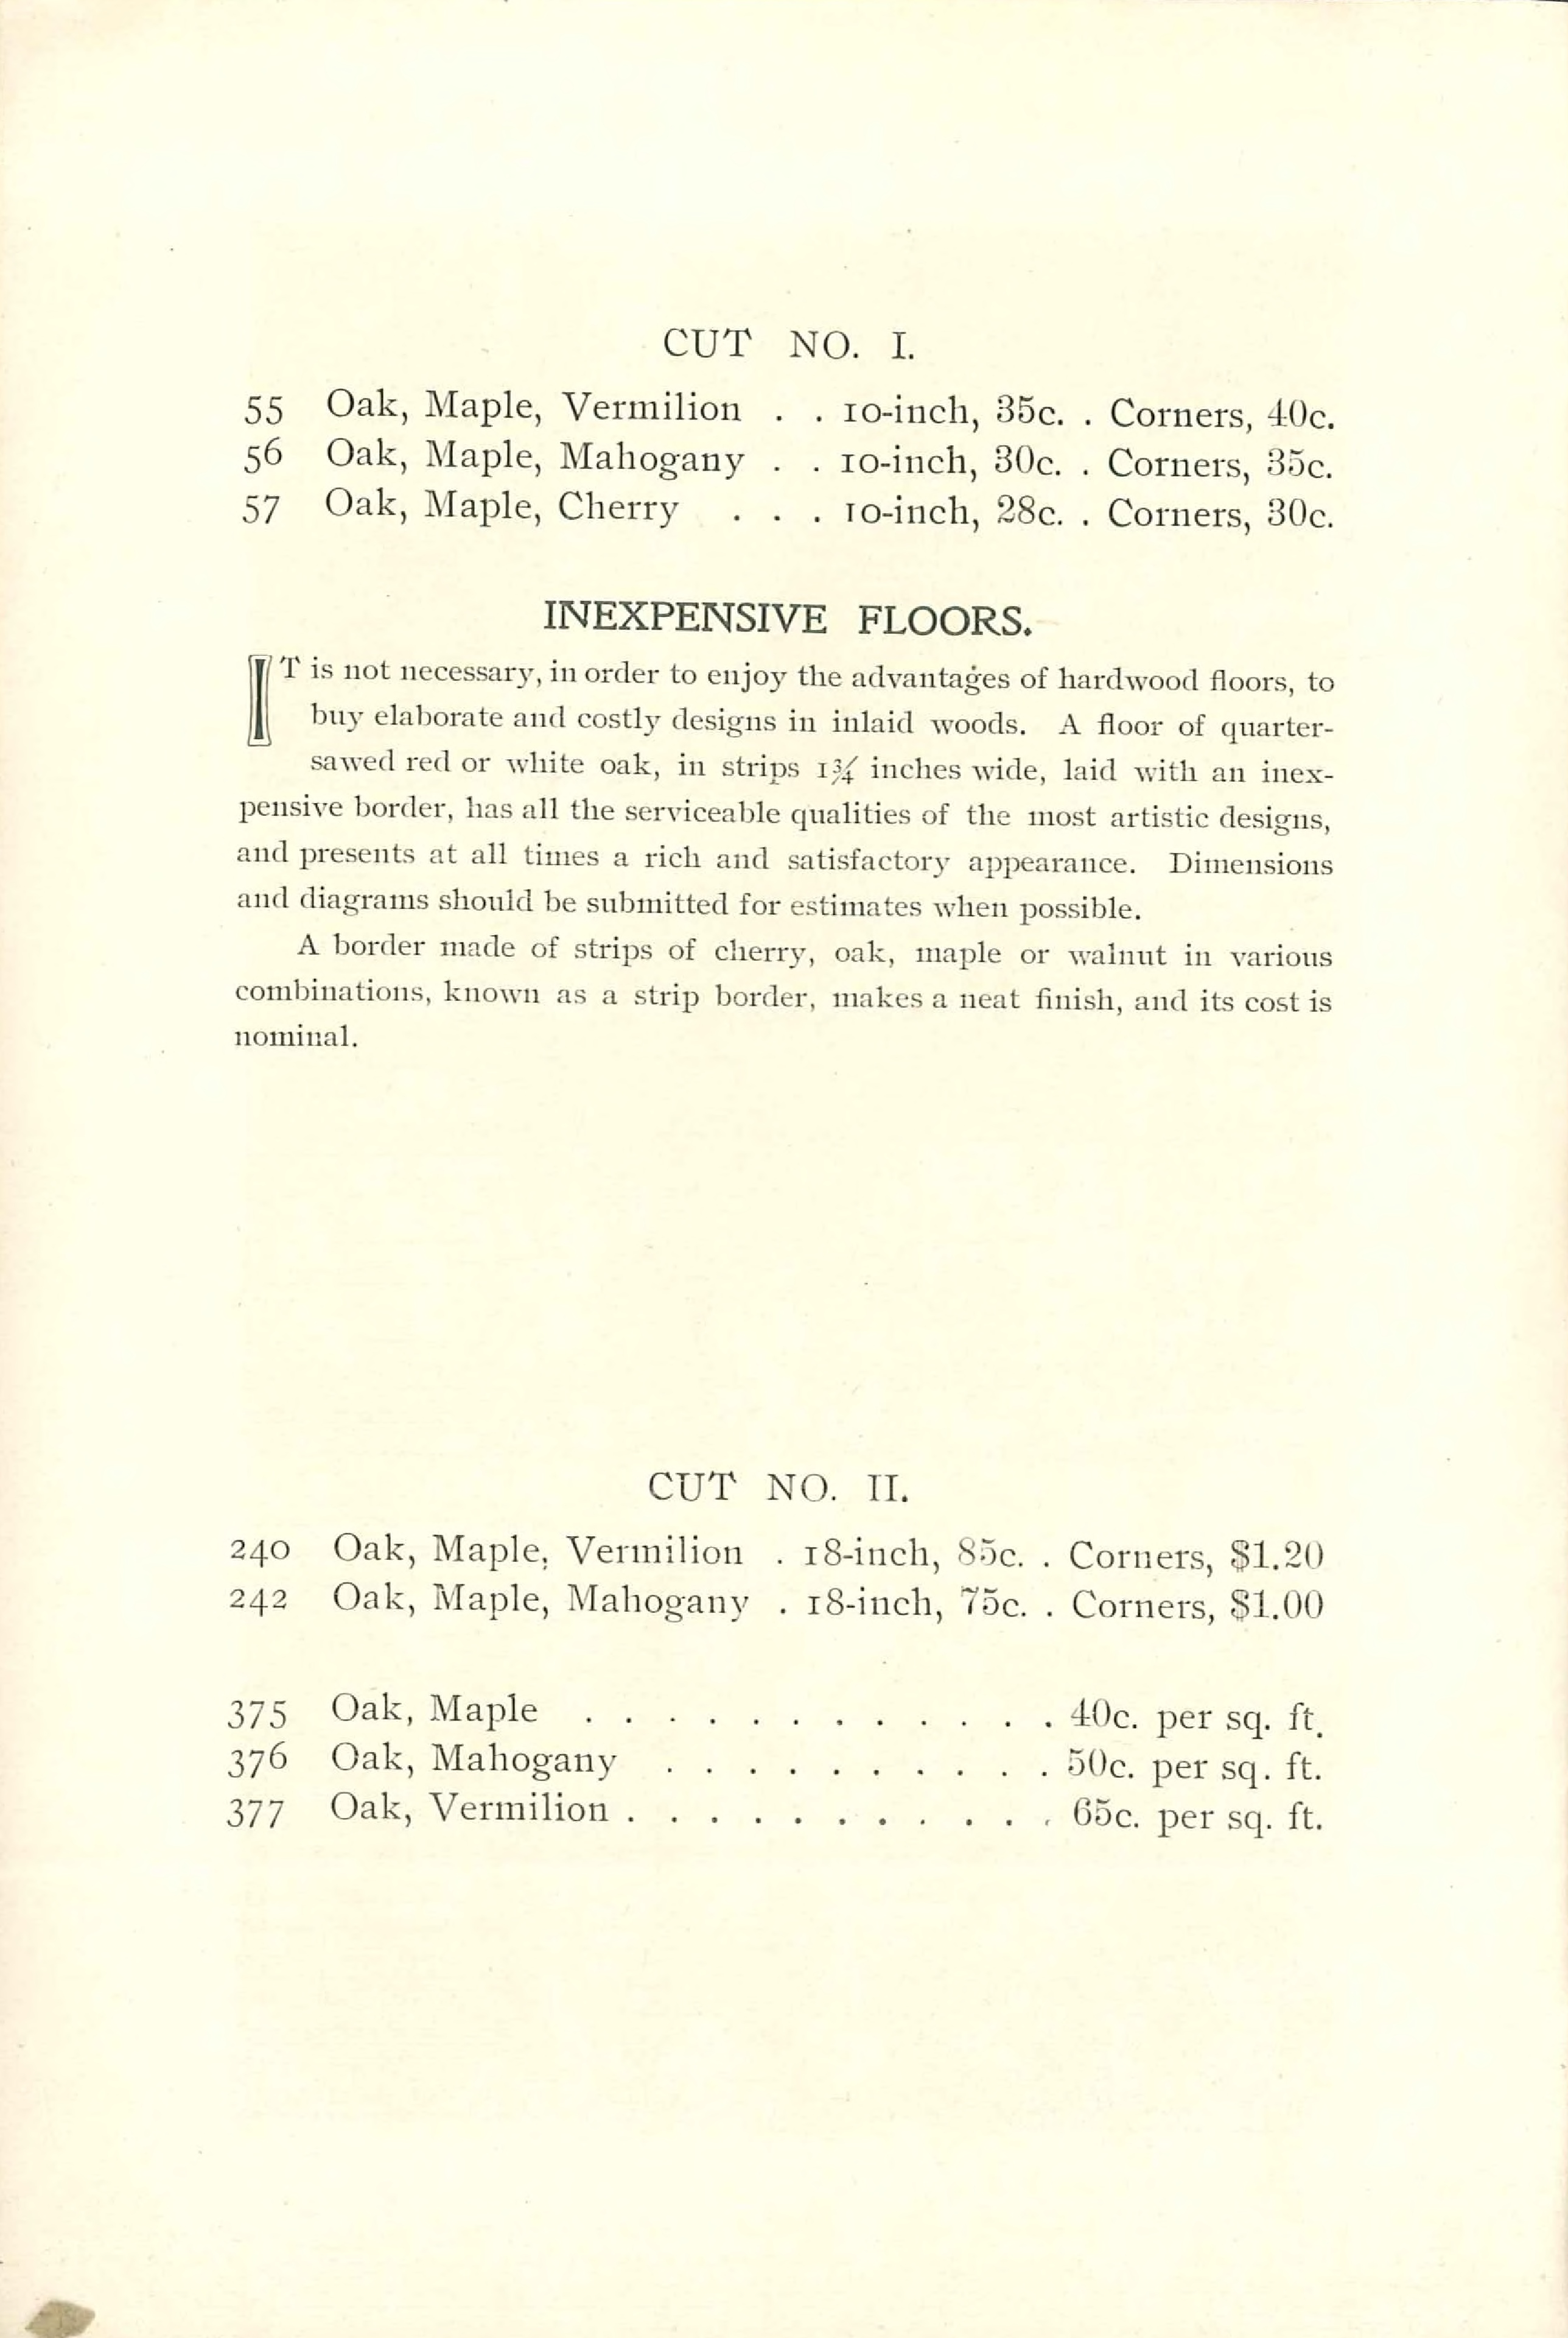 CUT NO. I.
55 Oak, Maple, Vermilion . . 10-inch, 35c. . Corners, 40c.
56 Oak, Maple, Mahogany . . 10-inch, 30c. . Corners, 35c.
57 Oak, Maple, Cherry . . . 10-inch, 28c. . Corners, 30c.
INEXPENSIVE FLOORS.
IT is not necessary, in order to enjoy the advantages of hardwood floors, to
buy elaborate and costly designs in inlaid woods. A floor of quarter-
sawed red or white oak, in strips 1¾ inches wide, laid with an inex-
pensive border, has all the serviceable qualities of the most artistic designs,
and presents at all times a rich and satisfactory appearance. Dimensions
and diagrams should be submitted for estimates when possible.
A border made of strips of cherry, oak, maple or walnut in various
combinations, known as a strip border, makes a neat finish, and its cost is
nominal.
CUT NO. II.
240 Oak, Maple, Vermilion . 18-inch, 85c. . Corners, $1.20
242 Oak, Maple, Mahogany . 18-inch, 75c. . Corners, $1.00
375 Oak, Maple . . . . . . . . . . . . 40c. per sq. ft.
376 Oak, Mahogany . . . . . . . . . . 50c. per sq. ft.
377 Oak, Vermilion . . . . . . . . . . . 65c. per sq. ft.